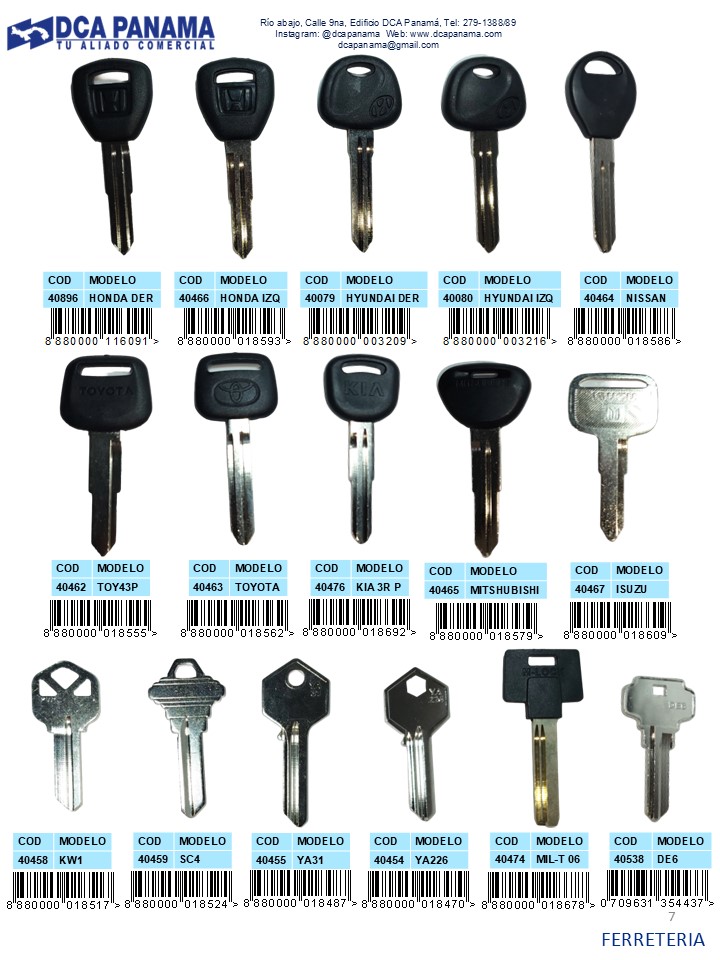 DCA PANAMA
TU ALIADO COMERCIAL
Río abajo, Calle 9na, Edificio DCA Panamá, Tel: 279-1388/89
Instagram: @dcapanama Web: www.dcapanama.com
dcapanama@gmail.com
COD MODELO
40896 HONDA DER
8 880000 116091 >
COD MODELO
40466 HONDA IZQ
8 880000 018593 >
COD MODELO
40079 HYUNDAI DER
8 880000 003209 >
COD MODELO
40080 HYUNDAI IZQ
8 880000 003216 >
COD MODELO
40464 NISSAN
8 880000 018586 >
TOYOTA
KIA
ISUZU
COD MODELO
40462 TOY43P
8 880000 018555 >
COD MODELO
40463 TOYOTA
8 880000 018562 >
COD MODELO
40476 KIA 3R P
8 880000 018692 >
COD MODELO
40465 MITSHUBISHI
8 880000 018579 >
COD MODELO
40467 ISUZU
8 880000 018609 >
YA
COD MODELO
40458 KW1
8 880000 018517 >
COD MODELO
40459 SC4
8 880000 018524 >
COD MODELO
40455 YA31
8 880000 018487 >
COD MODELO
40454 YA226
8 880000 018470 >
COD MODELO
40474 MIL-T 06
8 880000 018678 >
COD MODELO
40538 DE6
0 709631 354437 >
7
FERRETERIA